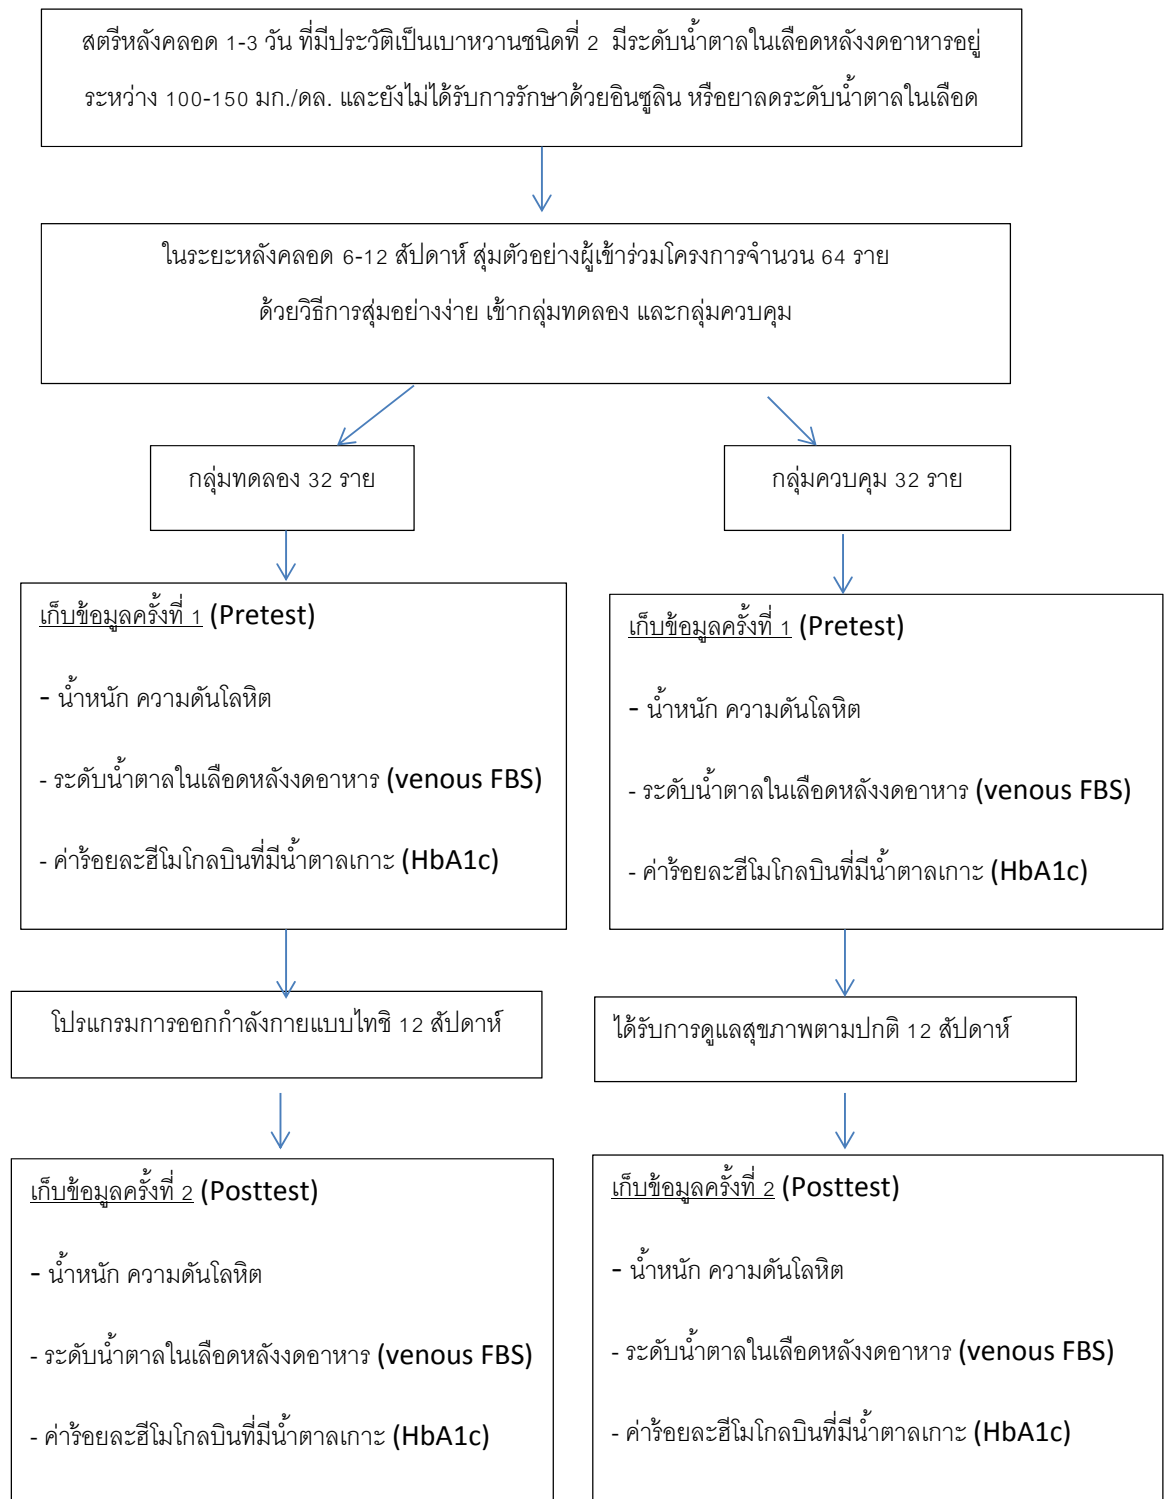 สตรีหลังคลอด 1-3 วัน ที่มีประวัติเป็นเบาหวานชนิดที่ 2 มีระดับน้ำตาลในเลือดหลังงดอาหารอยู่
ระหว่าง 100-150 มก./ดล. และยังไม่ได้รับการรักษาด้วยอินซูลิน หรือยาลดระดับน้ำตาลในเลือด
ในระยะหลังคลอด 6-12 สัปดาห์ สุ่มตัวอย่างผู้เข้าร่วมโครงการจำนวน 64 ราย
ด้วยวิธีการสุ่มอย่างง่าย เข้ากลุ่มทดลอง และกลุ่มควบคุม
กลุ่มทดลอง 32 ราย
กลุ่มควบคุม 32 ราย
เก็บข้อมูลครั้งที่ 1 (Pretest)
- น้ำหนัก ความดันโลหิต
- ระดับน้ำตาลในเลือดหลังงดอาหาร (venous FBS)
- ค่าร้อยละฮีโมโกลบินที่มีน้ำตาลเกาะ (HbA1c)
เก็บข้อมูลครั้งที่ 1 (Pretest)
- น้ำหนัก ความดันโลหิต
- ระดับน้ำตาลในเลือดหลังงดอาหาร (venous FBS)
- ค่าร้อยละฮีโมโกลบินที่มีน้ำตาลเกาะ (HbA1c)
โปรแกรมการออกกำลังกายแบบไทชิ 12 สัปดาห์
ได้รับการดูแลสุขภาพตามปกติ 12 สัปดาห์
เก็บข้อมูลครั้งที่ 2 (Posttest)
- น้ำหนัก ความดันโลหิต
- ระดับน้ำตาลในเลือดหลังงดอาหาร (venous FBS)
- ค่าร้อยละฮีโมโกลบินที่มีน้ำตาลเกาะ (HbA1c)
เก็บข้อมูลครั้งที่ 2 (Posttest)
- น้ำหนัก ความดันโลหิต
- ระดับน้ำตาลในเลือดหลังงดอาหาร (venous FBS)
- ค่าร้อยละฮีโมโกลบินที่มีน้ำตาลเกาะ (HbA1c)